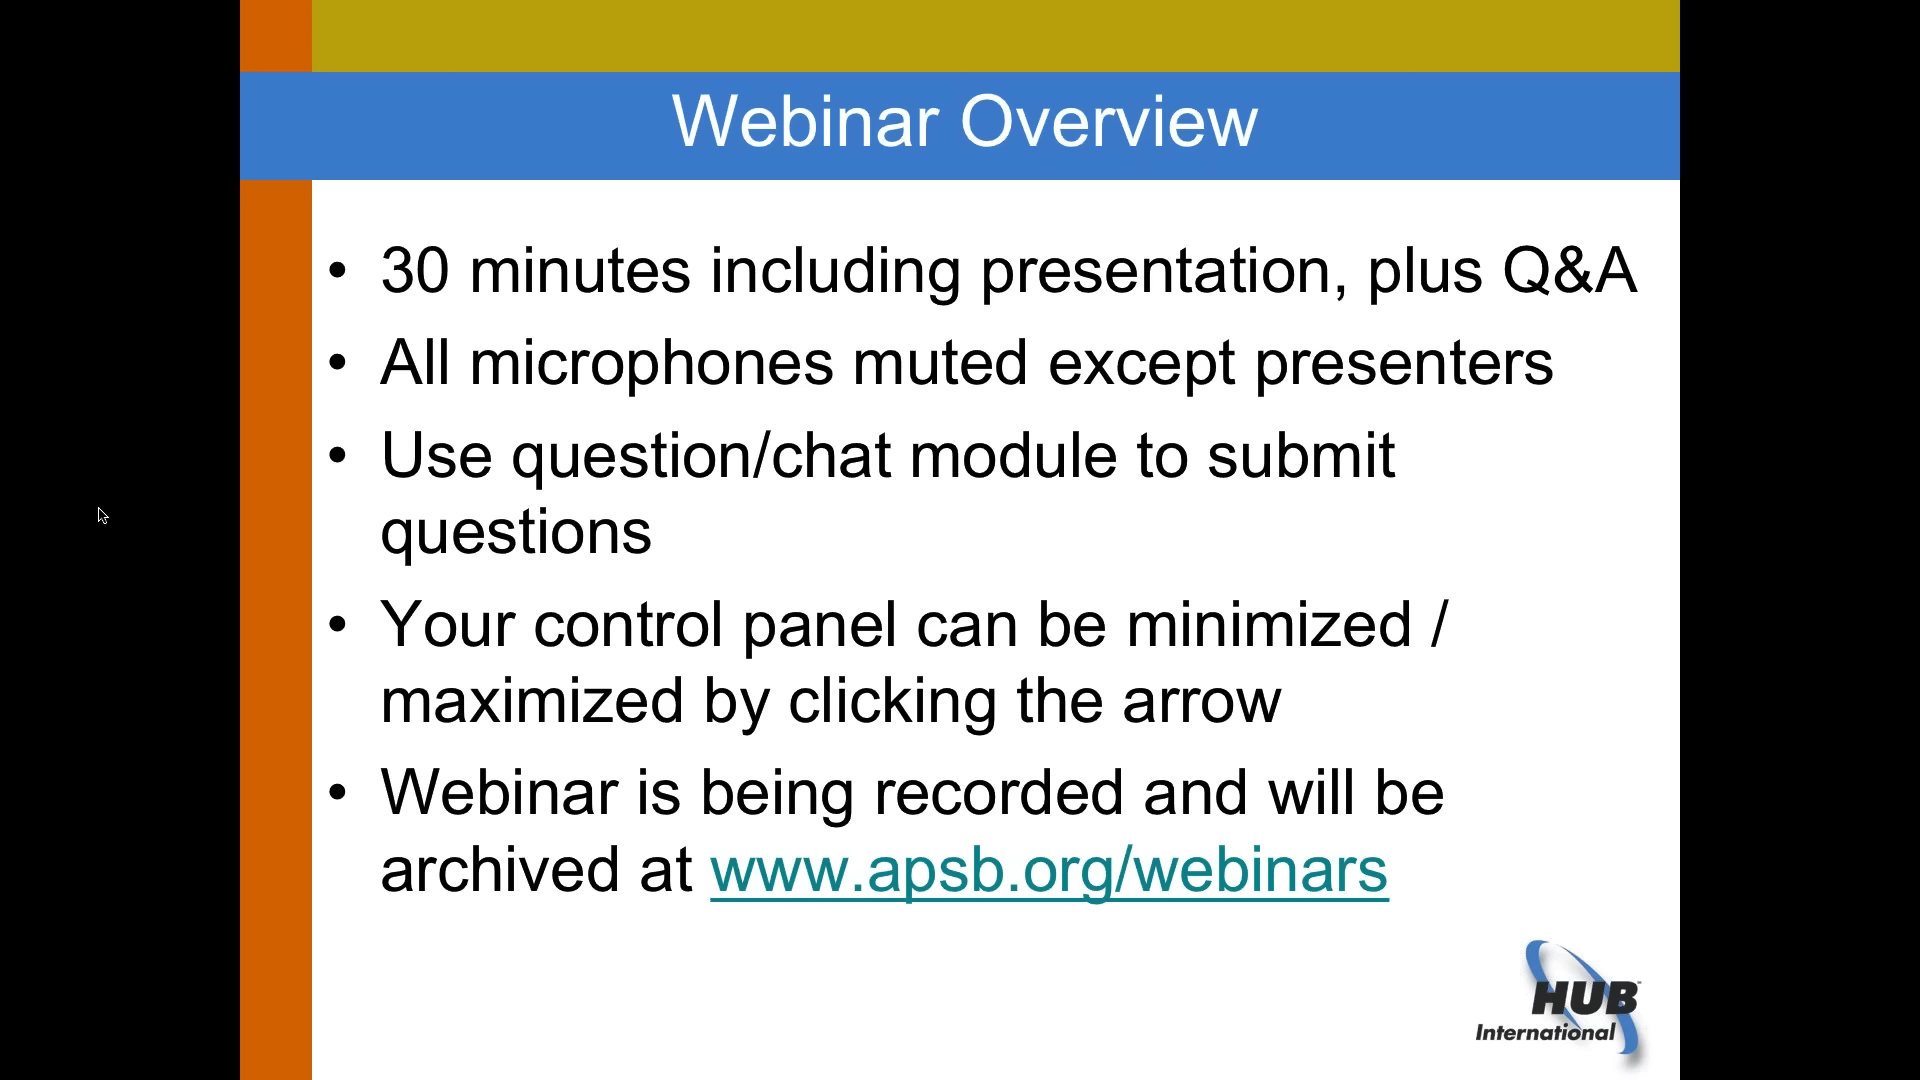 Webinar Overview
• 30 minutes including presentation, plus Q&A
• All microphones muted except presenters
• Use question/chat module to submit
questions
• Your control panel can be minimized /
maximized by clicking the arrow
• Webinar is being recorded and will be
archived at www.apsb.org/webinars
HUB
International